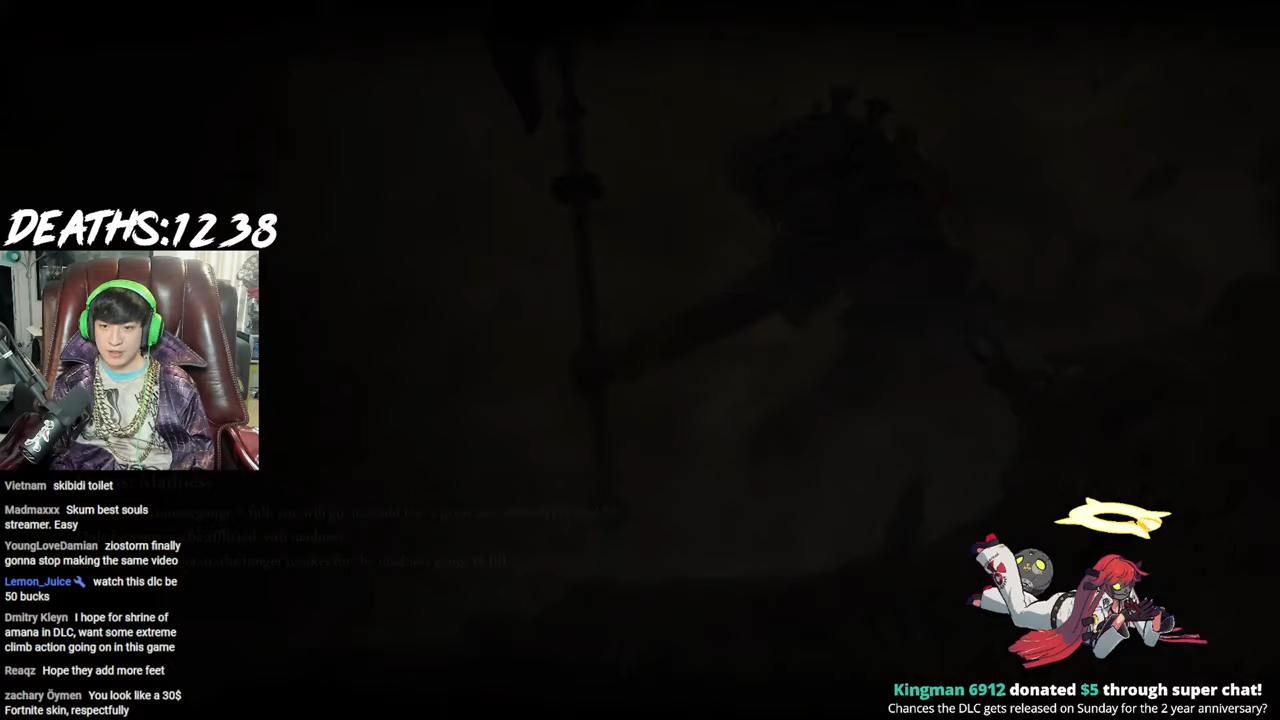 DEATHS:1238
Vietnam skibidi toilet
Madmaxxx Skum best souls
streamer. Easy
YoungLoveDamian ziostorm finally
gonna stop making the same video
Lemon_Juice watch this dlc be
50 bucks
Dmitry Kleyn I hope for shrine of
amana in DLC, want some extreme
climb action going on in this game
Reaqz Hope they add more feet
zachary Öymen You look like a 30$
Fortnite skin, respectfully
Madness
Kingman 6912 donated $5 through super chat!
Chances the DLC gets released on Sunday for the 2 year anniversary?